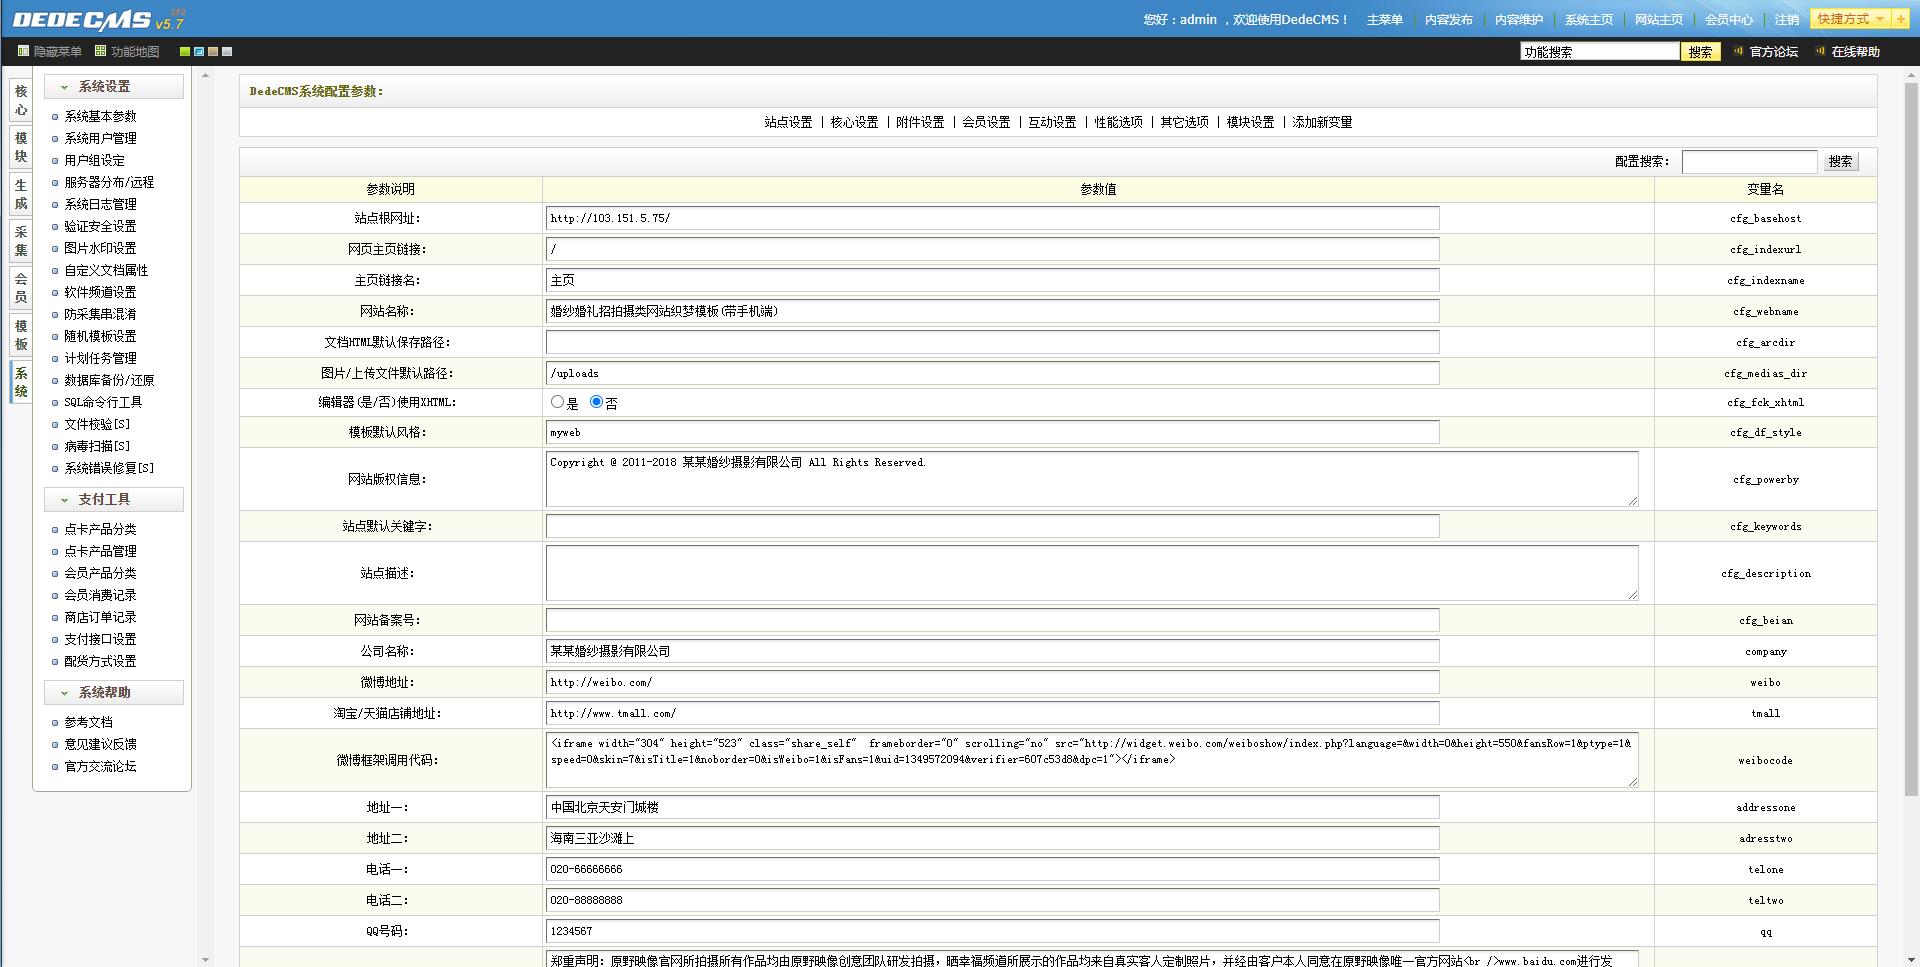 DEDECMS v5.7 SP2
您好：admin ，欢迎使用DedeCMS！ 主菜单 内容发布 内容维护 系统主页 网站主页 会员中心 注销 快捷方式 +
隐藏菜单 功能地图
功能搜索 搜索 官方论坛 在线帮助
核心
模块
生成
采集
会员
模板
系统
系统设置
系统基本参数
系统用户管理
用户组设定
服务器分布/远程
系统日志管理
验证安全设置
图片水印设置
自定义文档属性
软件频道设置
防采集串混淆
随机模板设置
计划任务管理
数据库备份/还原
SQL命令行工具
文件校验[S]
病毒扫描[S]
系统错误修复[S]
支付工具
点卡产品分类
点卡产品管理
会员产品分类
会员消费记录
商店订单记录
支付接口设置
配货方式设置
系统帮助
参考文档
意见建议反馈
官方交流论坛
DedeCMS系统配置参数：
站点设置 | 核心设置 | 附件设置 | 会员设置 | 互动设置 | 性能选项 | 其它选项 | 模块设置 | 添加新变量
配置搜索： 搜索
参数说明 参数值 变量名
站点根网址： http://103.151.5.75/ cfg_basehost
网页主页链接： / cfg_indexurl
主页链接名： 主页 cfg_indexname
网站名称： 婚纱婚礼招拍摄类网站织梦模板(带手机端) cfg_webname
文档HTML默认保存路径： cfg_arcdir
图片/上传文件默认路径： /uploads cfg_medias_dir
编辑器(是/否)使用XHTML： 是 否 cfg_fck_xhtml
模板默认风格： myweb cfg_df_style
网站版权信息： Copyright @ 2011-2018 某某婚纱摄影有限公司 All Rights Reserved. cfg_powerby
站点默认关键字： cfg_keywords
站点描述： cfg_description
网站备案号： cfg_beian
公司名称： 某某婚纱摄影有限公司 company
微博地址： http://weibo.com/ weibo
淘宝/天猫店铺地址： http://www.tmall.com/ tmall
微博框架调用代码： <iframe width="304" height="523" class="share_self"  frameborder="0" scrolling="no" src="http://widget.weibo.com/weiboshow/index.php?language=&width=0&height=550&fansRow=1&ptype=1&
speed=0&skin=7&isTitle=1&noborder=0&isWeibo=1&isFans=1&uid=1349572094&verifier=607c53d8&dpc=1"></iframe> weibocode
地址一： 中国北京天安门城楼 addressone
地址二： 海南三亚沙滩上 adresstwo
电话一： 020-66666666 telone
电话二： 020-88888888 teltwo
QQ号码： 1234567 qq
郑重声明：原野映像官网所拍摄所有作品均由原野映像创意团队研发拍摄，晒幸福频道所展示的作品均来自真实客人定制照片，并经由客户本人同意在原野映像唯一官方网站<br />www.baidu.com进行发